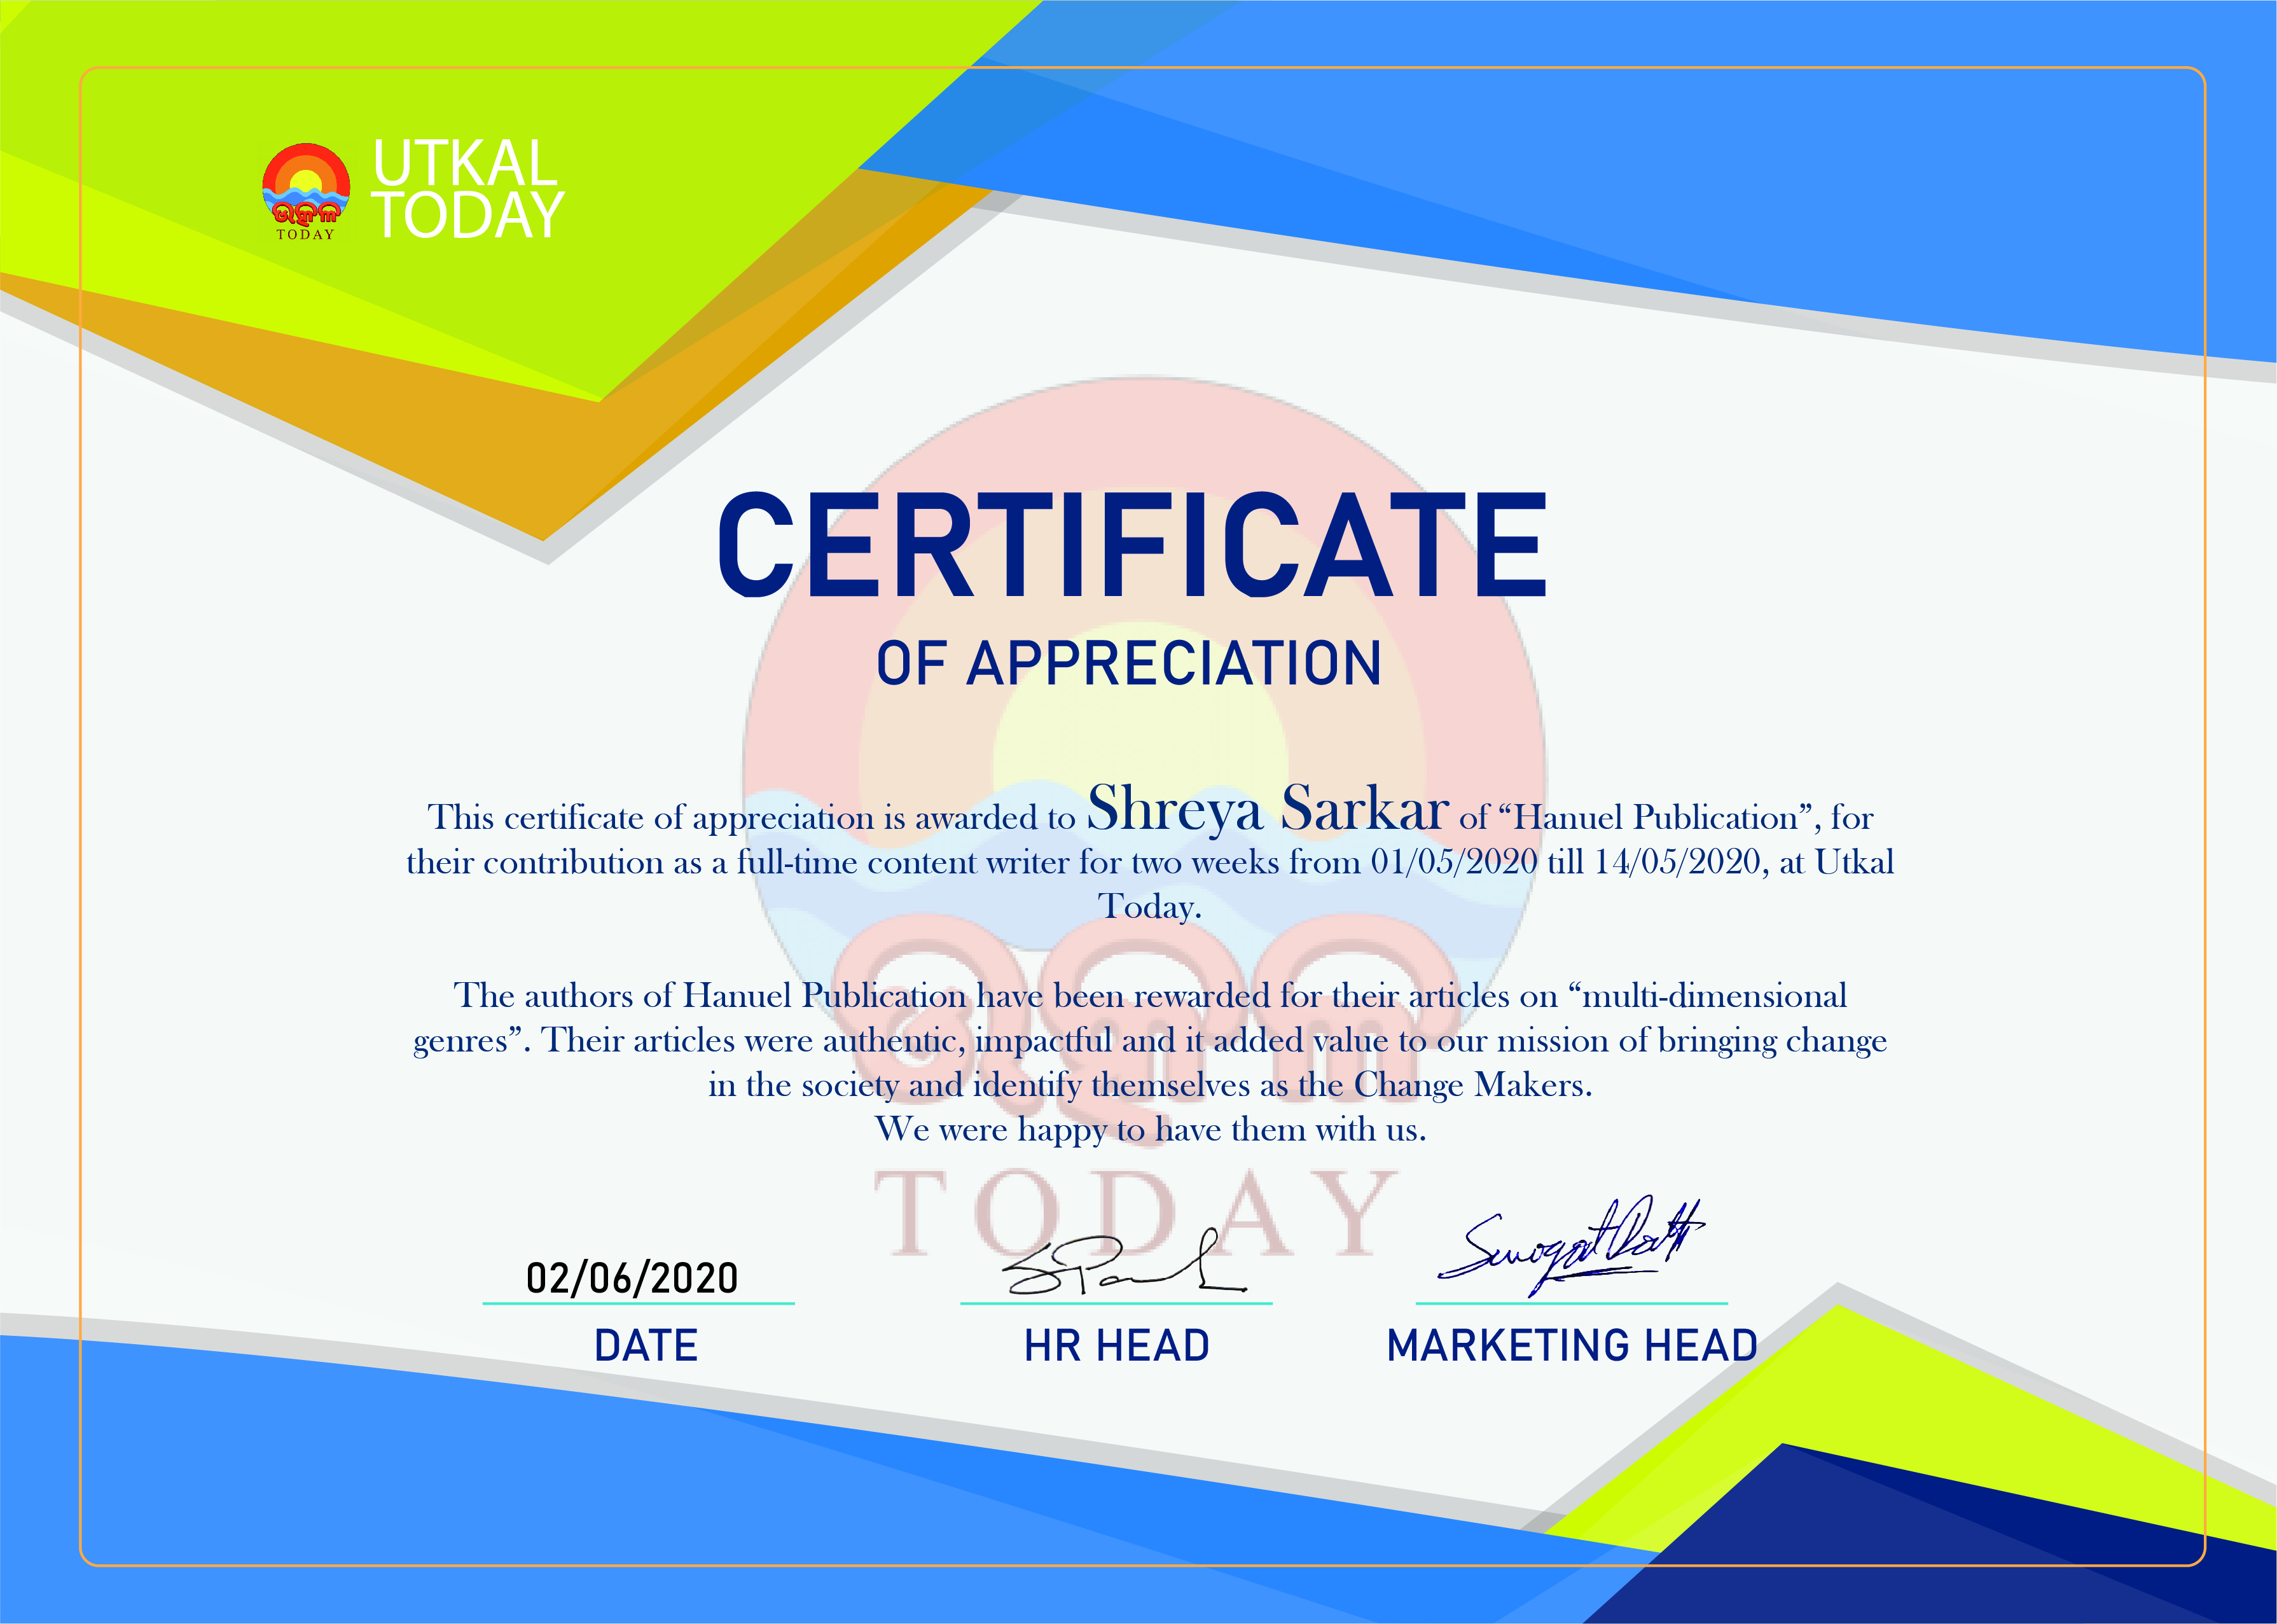 UTKAL
TODAY
ଉତ୍କଳ
TODAY
CERTIFICATE
OF APPRECIATION
This certificate of appreciation is awarded to Shreya Sarkar of “Hanuel Publication”, for
their contribution as a full-time content writer for two weeks from 01/05/2020 till 14/05/2020, at Utkal
Today.
The authors of Hanuel Publication have been rewarded for their articles on “multi-dimensional
genres”. Their articles were authentic, impactful and it added value to our mission of bringing change
in the society and identify themselves as the Change Makers.
We were happy to have them with us.
ଉତ୍କଳ
TODAY
02/06/2020
DATE
HR HEAD
MARKETING HEAD